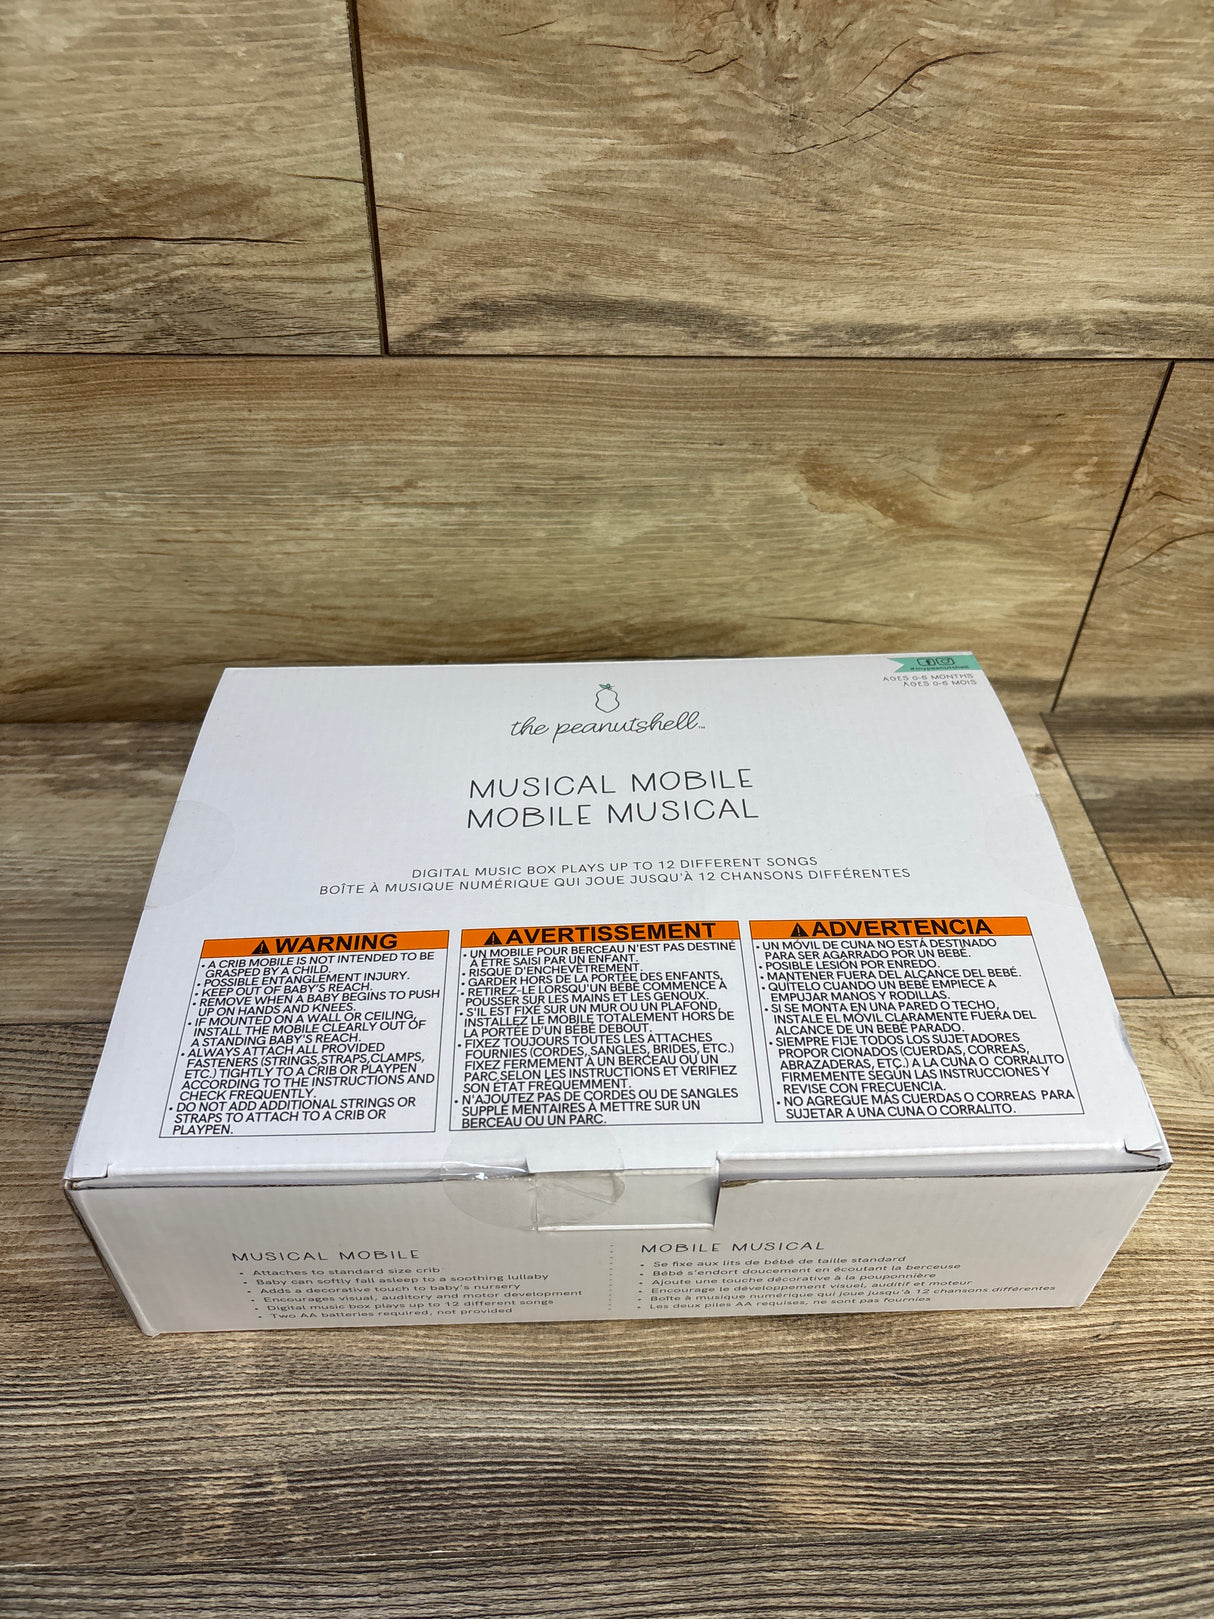 #mypeanutshell
AGES 0-6 MONTHS
ÂGES 0-6 MOIS
the peanutshell™
MUSICAL MOBILE
MOBILE MUSICAL
DIGITAL MUSIC BOX PLAYS UP TO 12 DIFFERENT SONGS
BOÎTE À MUSIQUE NUMÉRIQUE QUI JOUE JUSQU'À 12 CHANSONS DIFFÉRENTES
WARNING
• A CRIB MOBILE IS NOT INTENDED TO BE
GRASPED BY A CHILD.
• POSSIBLE ENTANGLEMENT INJURY.
• KEEP OUT OF BABY'S REACH.
• REMOVE WHEN A BABY BEGINS TO PUSH
UP ON HANDS AND KNEES.
• IF MOUNTED ON A WALL OR CEILING,
INSTALL THE MOBILE CLEARLY OUT OF
A STANDING BABY'S REACH.
• ALWAYS ATTACH ALL PROVIDED
FASTENERS (STRINGS,STRAPS,CLAMPS,
ETC.) TIGHTLY TO A CRIB OR PLAYPEN
ACCORDING TO THE INSTRUCTIONS AND
CHECK FREQUENTLY.
• DO NOT ADD ADDITIONAL STRINGS OR
STRAPS TO ATTACH TO A CRIB OR
PLAYPEN.
AVERTISSEMENT
• UN MOBILE POUR BERCEAU N'EST PAS DESTINÉ
À ÊTRE SAISI PAR UN ENFANT.
• RISQUE D'ENCHEVÊTREMENT.
• GARDER HORS DE LA PORTÉE DES ENFANTS.
• RETIREZ-LE LORSQU'UN BÉBÉ COMMENCE À
POUSSER SUR LES MAINS ET LES GENOUX.
• S'IL EST FIXÉ SUR UN MUR OU UN PLAFOND,
INSTALLEZ LE MOBILE TOTALEMENT HORS DE
LA PORTÉE D'UN BÉBÉ DEBOUT.
• FIXEZ TOUJOURS TOUTES LES ATTACHES
FOURNIES (CORDES, SANGLES, BRIDES, ETC.)
FIXEZ FERMEMENT À UN BERCEAU OU UN
PARC,SELON LES INSTRUCTIONS ET VÉRIFIEZ
SON ÉTAT FRÉQUEMMENT.
• N'AJOUTEZ PAS DE CORDES OU DE SANGLES
SUPPLÉ MENTAIRES À METTRE SUR UN
BERCEAU OU UN PARC.
ADVERTENCIA
• UN MÓVIL DE CUNA NO ESTÁ DESTINADO
PARA SER AGARRADO POR UN BEBÉ.
• POSIBLE LESIÓN POR ENREDO.
• MANTENER FUERA DEL ALCANCE DEL BEBÉ.
• QUÍTELO CUANDO UN BEBÉ EMPIECE A
EMPUJAR MANOS Y RODILLAS.
• SI SE MONTA EN UNA PARED O TECHO,
INSTALE EL MÓVIL CLARAMENTE FUERA DEL
ALCANCE DE UN BEBÉ PARADO.
• SIEMPRE FIJE TODOS LOS SUJETADORES
PROPOR CIONADOS (CUERDAS, CORREAS,
ABRAZADERAS, ETC.) A LA CUNA O CORRALITO
FIRMEMENTE SEGÚN LAS INSTRUCCIONES Y
REVISE CON FRECUENCIA.
• NO AGREGUE MÁS CUERDAS O CORREAS PARA
SUJETAR A UNA CUNA O CORRALITO.
MUSICAL MOBILE
• Attaches to standard size crib
• Baby can softly fall asleep to a soothing lullaby
• Adds a decorative touch to baby's nursery
• Encourages visual, auditory and motor development
• Digital music box plays up to 12 different songs
• Two AA batteries required, not provided
MOBILE MUSICAL
• Se fixe aux lits de bébé de taille standard
• Bébé s'endort doucement en écoutant la berceuse
• Ajoute une touche décorative à la pouponnière
• Encourage le développement visuel, auditif et moteur
• Boîte à musique numérique qui joue jusqu'à 12 chansons différentes
• Les deux piles AA requises, ne sont pas fournies